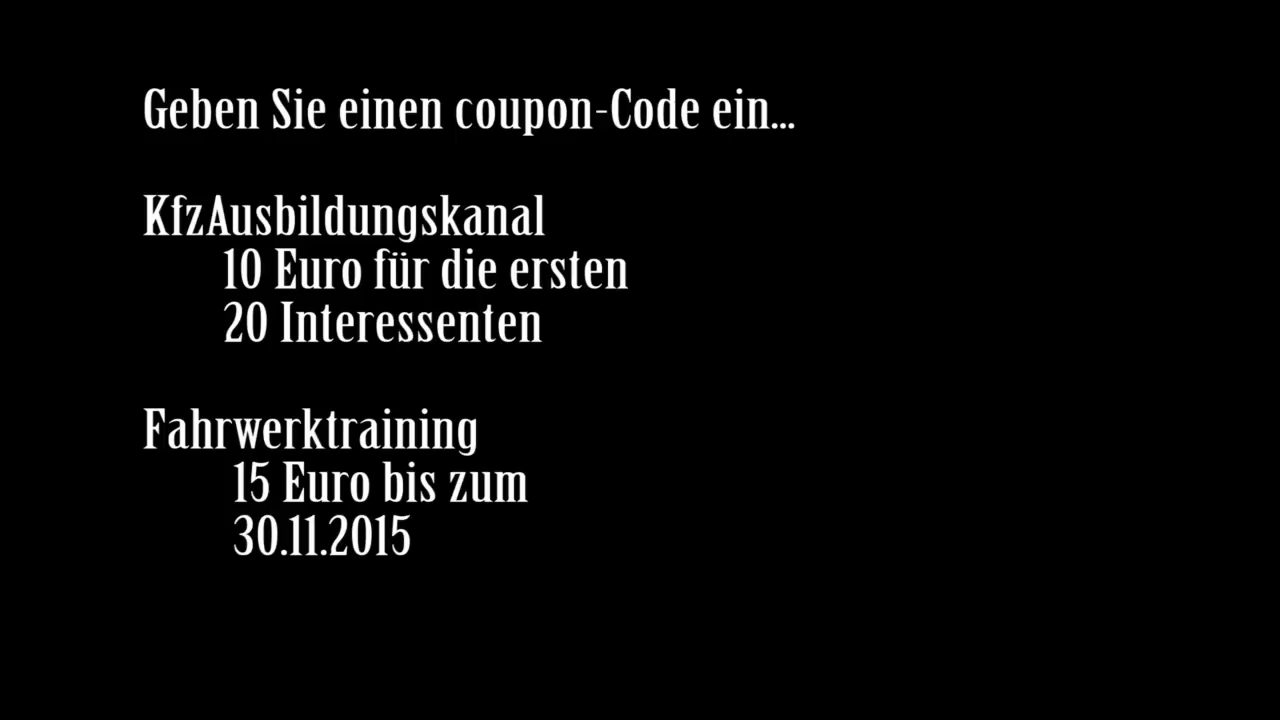 Geben Sie einen coupon-Code ein...
KfzAusbildungskanal
10 Euro für die ersten
20 Interessenten
Fahrwerktraining
15 Euro bis zum
30.11.2015